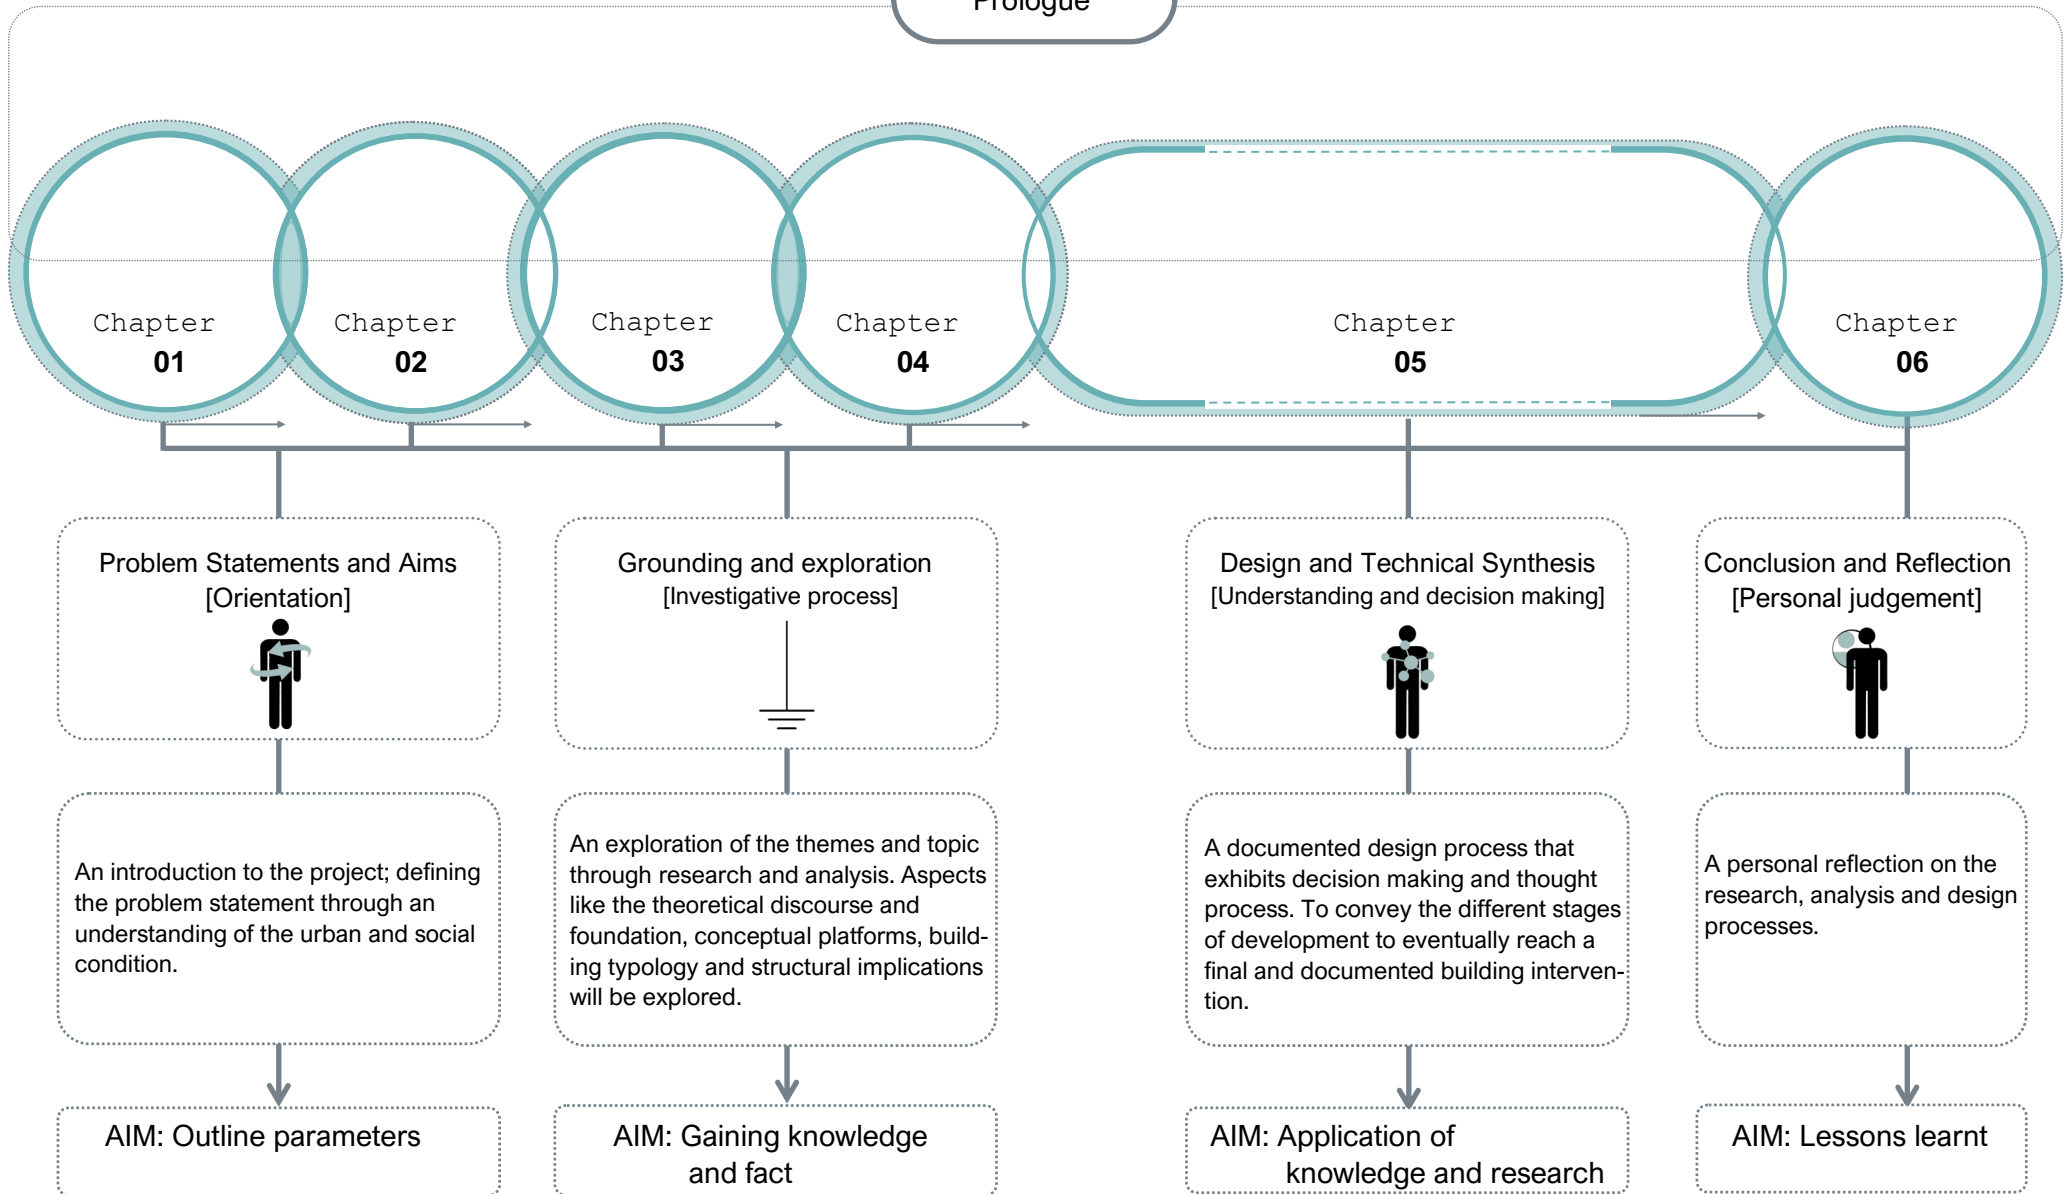 Prologue
Chapter
01
Chapter
02
Chapter
03
Chapter
04
Chapter
05
Chapter
06
Problem Statements and Aims
[Orientation]
Grounding and exploration
[Investigative process]
Design and Technical Synthesis
[Understanding and decision making]
Conclusion and Reflection
[Personal judgement]
An introduction to the project; defining
the problem statement through an
understanding of the urban and social
condition.
An exploration of the themes and topic
through research and analysis. Aspects
like the theoretical discourse and
foundation, conceptual platforms, build-
ing typology and structural implications
will be explored.
A documented design process that
exhibits decision making and thought
process. To convey the different stages
of development to eventually reach a
final and documented building interven-
tion.
A personal reflection on the
research, analysis and design
processes.
AIM: Outline parameters
AIM: Gaining knowledge
and fact
AIM: Application of
knowledge and research
AIM: Lessons learnt